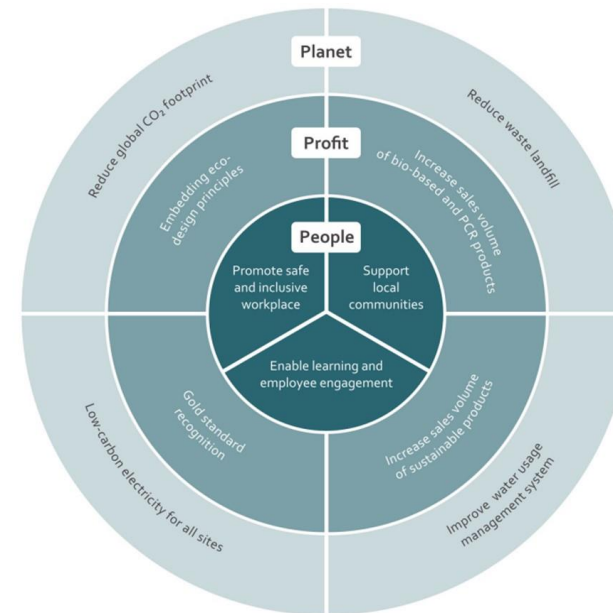 Planet
Reduce global CO₂ footprint
Reduce waste landfill
Profit
Embedding eco-
design principles
Increase sales volume
of bio-based and PCR products
People
Promote safe
and inclusive
workplace
Support
local
communities
Enable learning and
employee engagement
Gold standard
recognition
Increase sales volume
of sustainable products
Low-carbon electricity for all sites
Improve water usage
management system